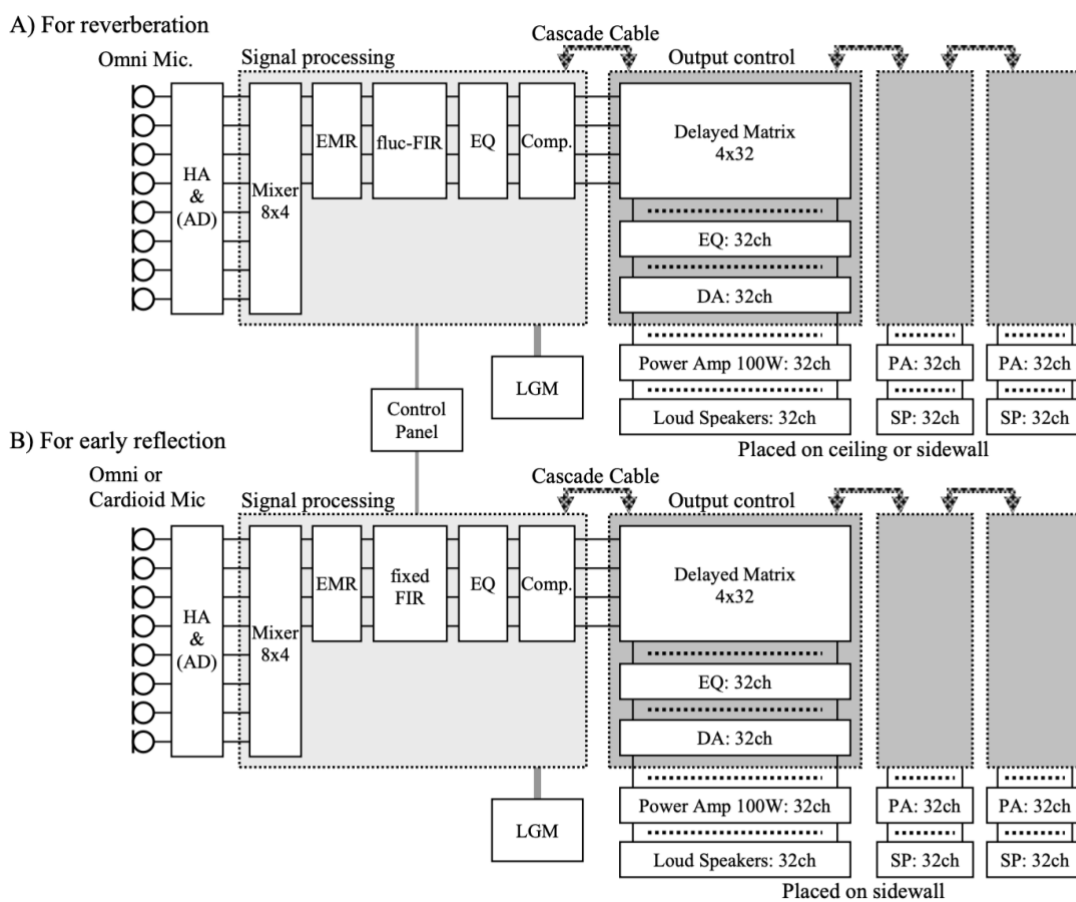 A) For reverberation
Omni Mic.
Signal processing
Cascade Cable
Output control
HA
&
(AD)
Mixer
8x4
EMR
fluc-FIR
EQ
Comp.
Delayed Matrix
4x32
EQ: 32ch
DA: 32ch
Power Amp 100W: 32ch
PA: 32ch
PA: 32ch
Loud Speakers: 32ch
SP: 32ch
SP: 32ch
LGM
Control
Panel
Placed on ceiling or sidewall
B) For early reflection
Omni or
Cardioid Mic
Signal processing
Cascade Cable
Output control
HA
&
(AD)
Mixer
8x4
EMR
fixed
FIR
EQ
Comp.
Delayed Matrix
4x32
EQ: 32ch
DA: 32ch
Power Amp 100W: 32ch
PA: 32ch
PA: 32ch
LGM
Loud Speakers: 32ch
SP: 32ch
SP: 32ch
Placed on sidewall